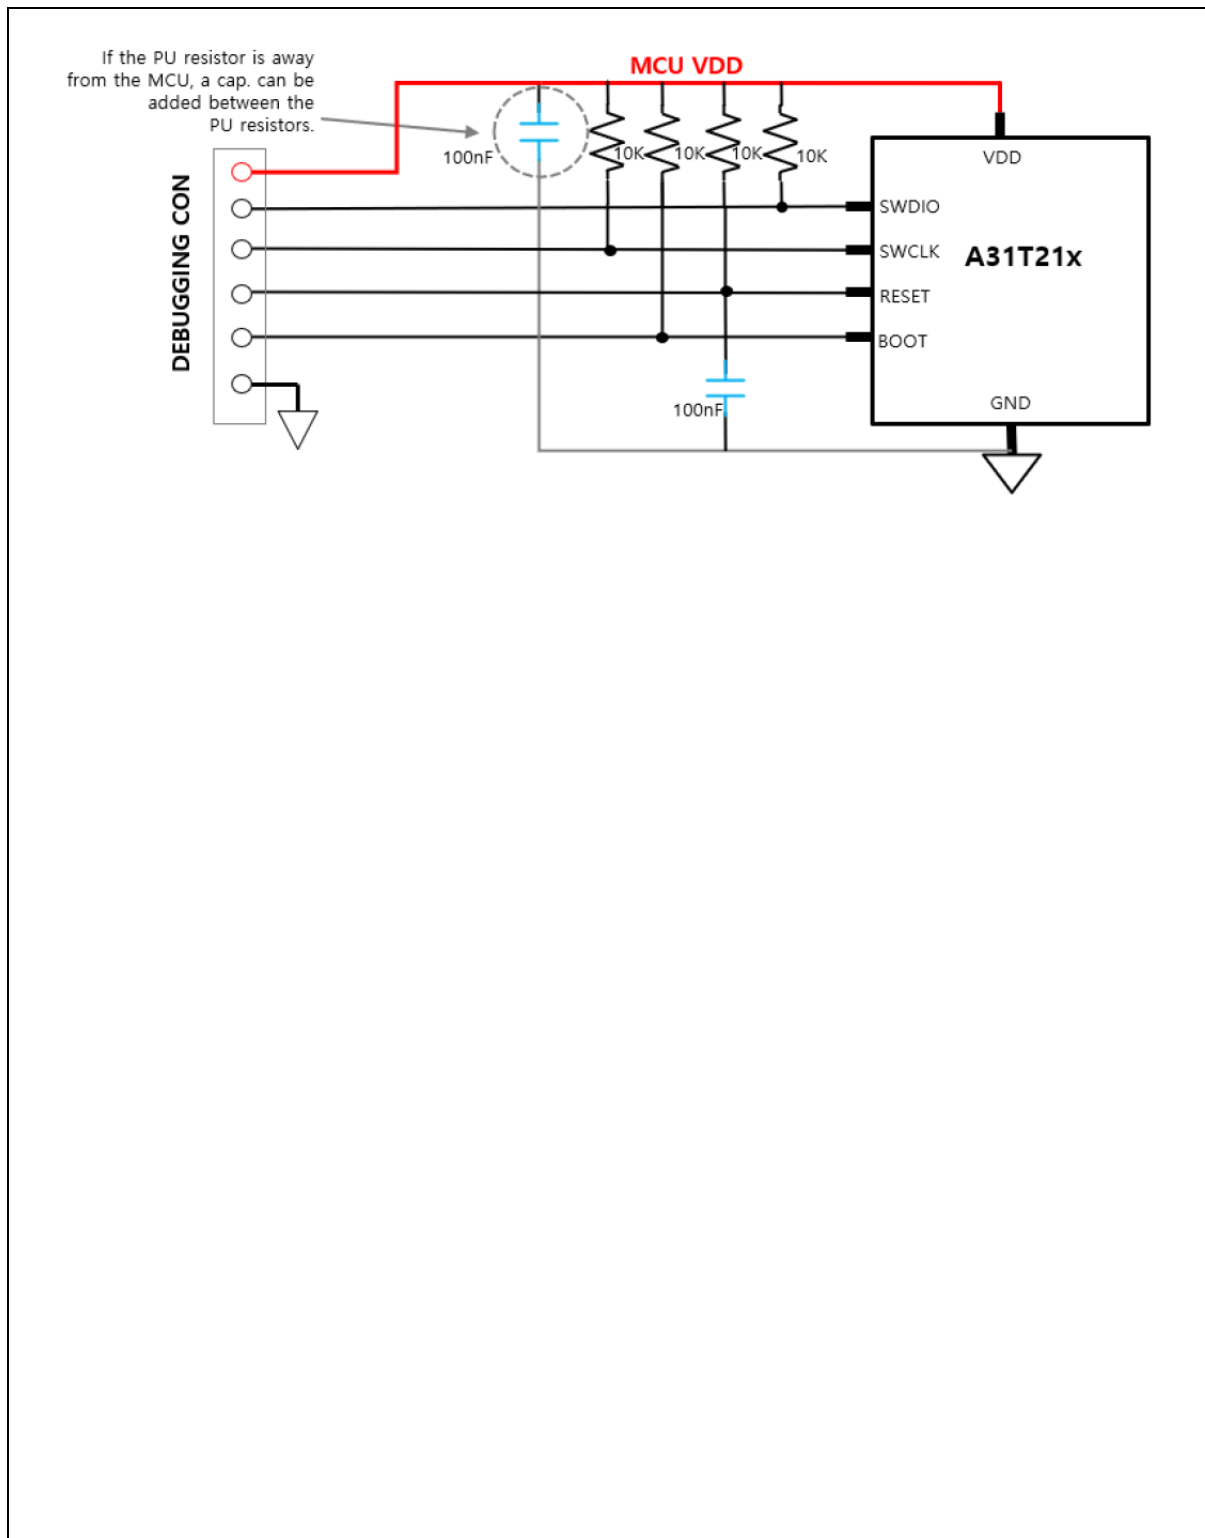 If the PU resistor is away
from the MCU, a cap. can be
added between the
PU resistors.
MCU VDD
100nF
10K
10K
10K
10K
VDD
DEBUGGING CON
SWDIO
SWCLK
A31T21x
RESET
BOOT
100nF
GND